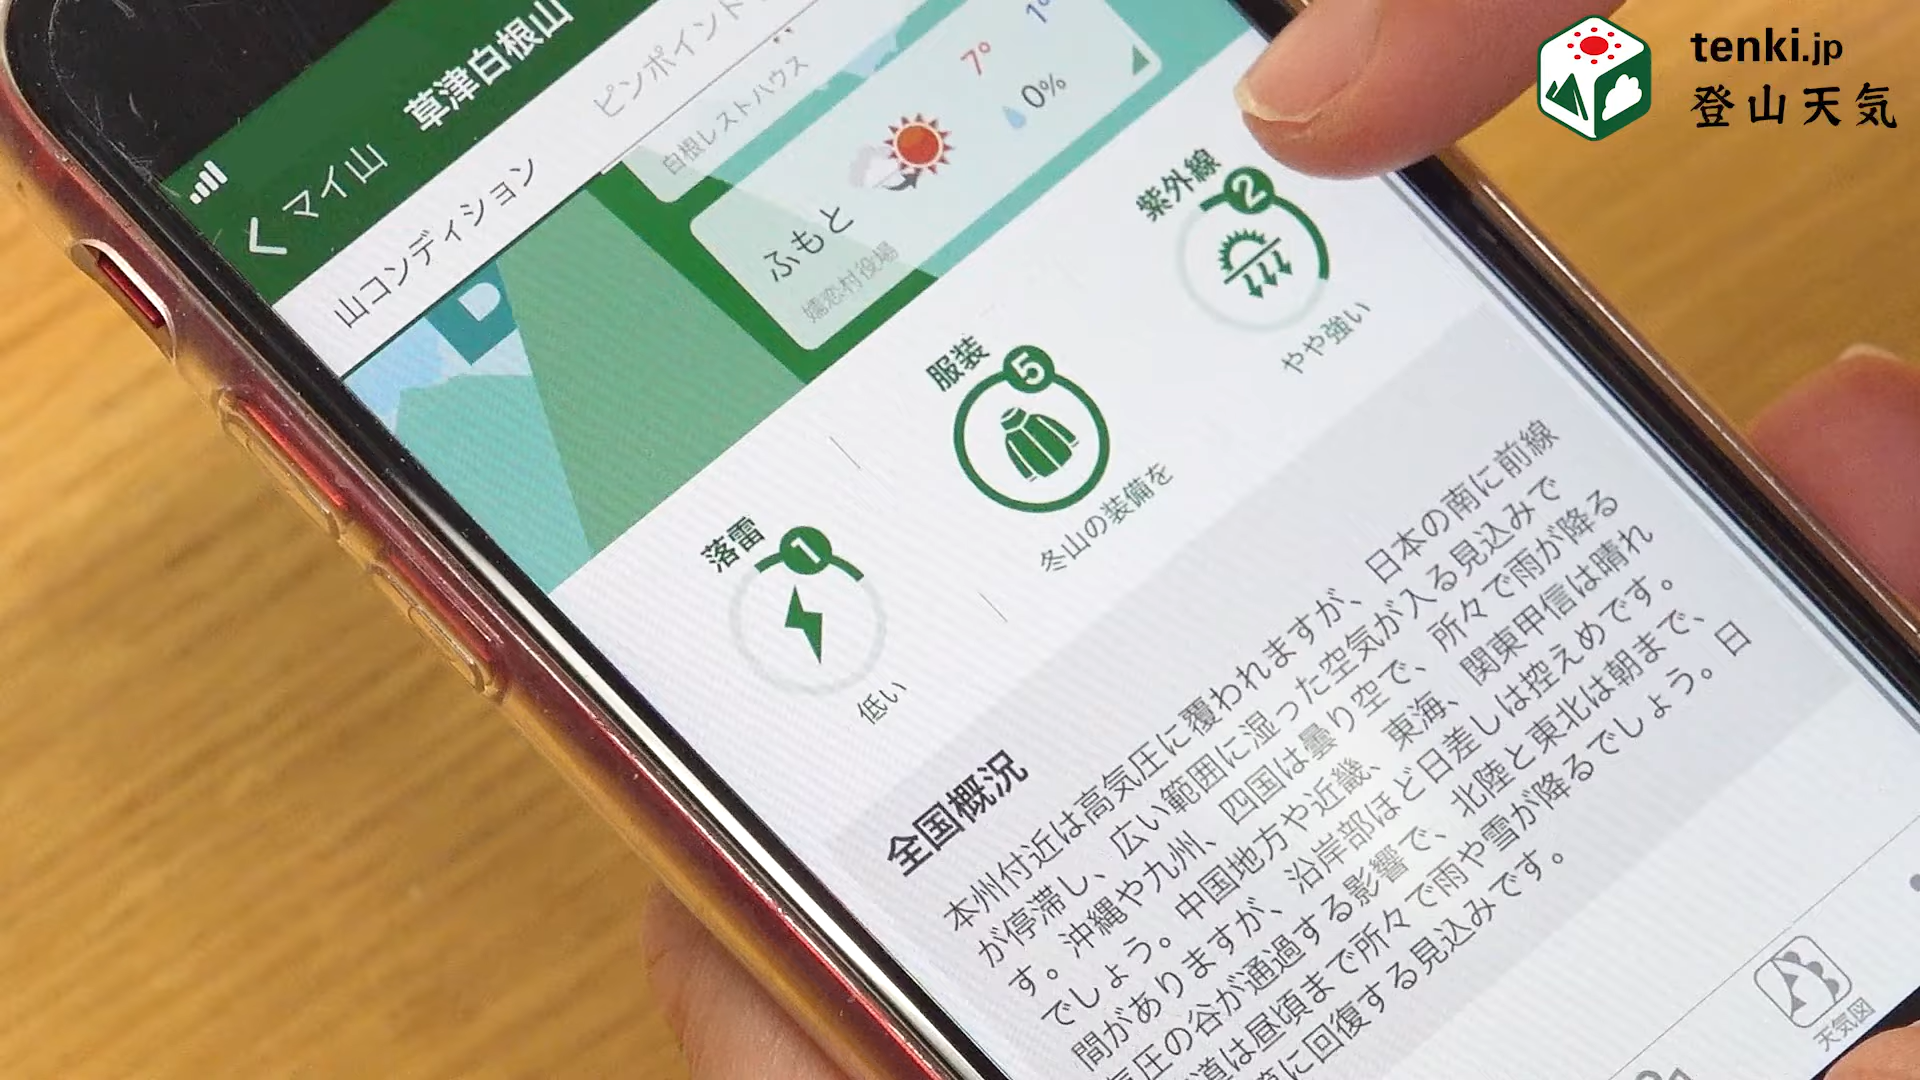 tenki.jp
登山天気
マイ山
草津白根山
山コンディション
ピンポイント
白根レストハウス
ふもと
嬬恋村役場
7°
1°
0%
落雷
1
低い
服装
5
冬山の装備を
紫外線
2
やや強い
全国概況
本州付近は高気圧に覆われますが、日本の南に前線
が停滞し、広い範囲に湿った空気が入る見込みで
す。沖縄や九州、四国は曇り空で、所々で雨が降る
でしょう。中国地方や近畿、東海、関東甲信は晴れ
間がありますが、沿岸部ほど日差しは控えめです。
気圧の谷が通過する影響で、北陸と東北は朝まで、
道は昼頃まで所々で雨や雪が降るでしょう。日
に回復する見込みです。
天気図